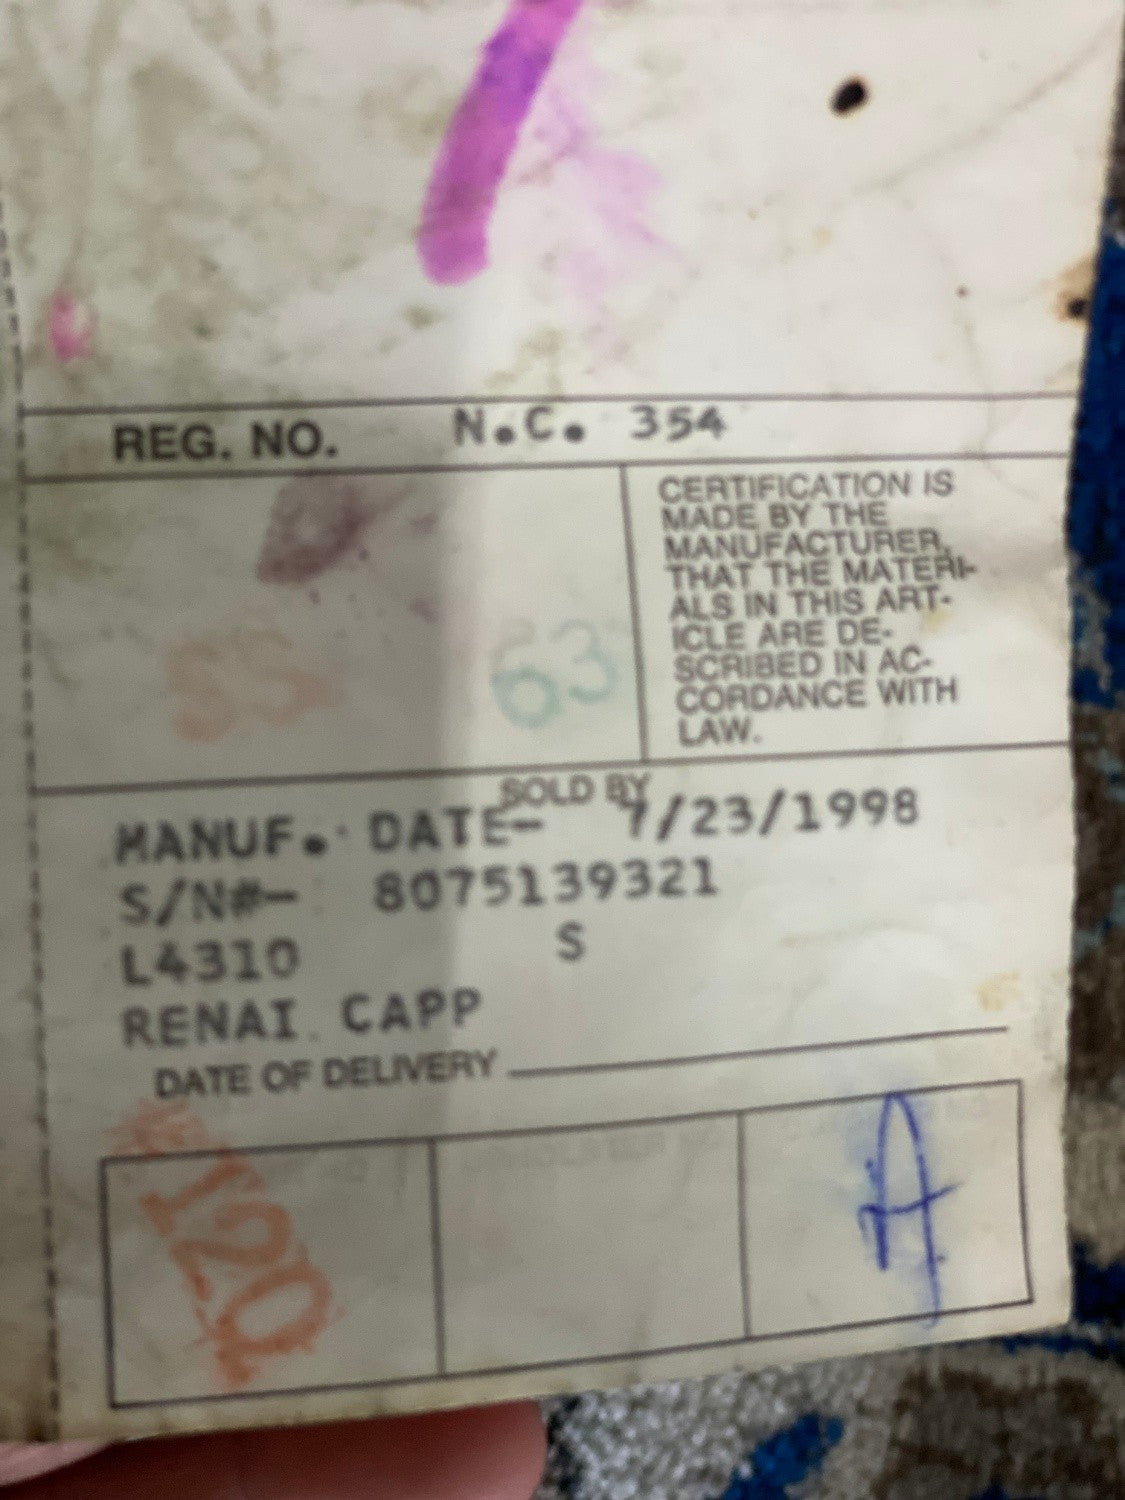 REG. NO. N.C. 354
CERTIFICATION IS
MADE BY THE
MANUFACTURER,
THAT THE MATERI-
ALS IN THIS ART-
ICLE ARE DE-
SCRIBED IN AC-
CORDANCE WITH
LAW.
63
SOLD BY
MANUF. DATE- 7/23/1998
S/N#- 8075139321
L4310 S
RENAI CAPP
DATE OF DELIVERY
120
A